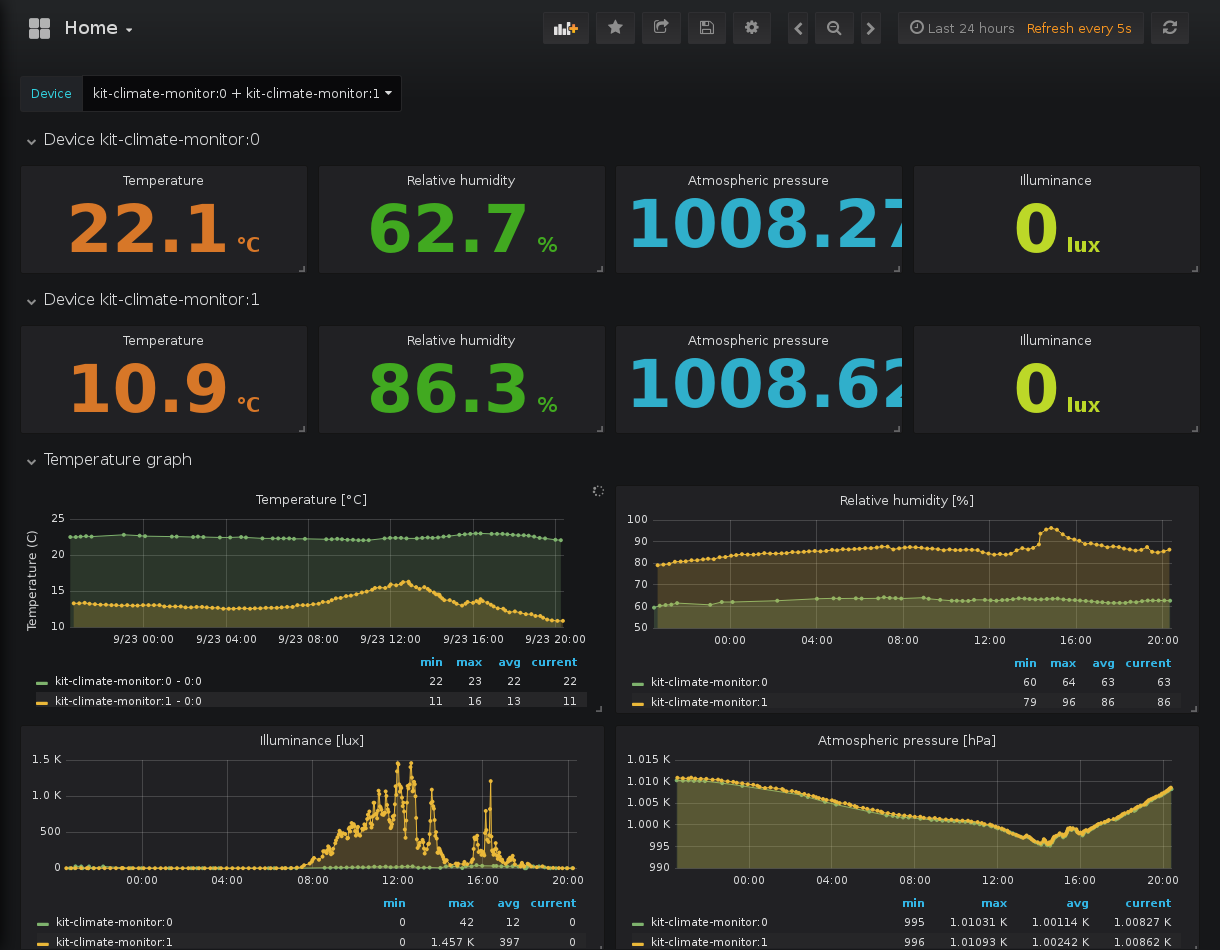 Home
Last 24 hours Refresh every 5s
Device kit-climate-monitor:0 + kit-climate-monitor:1
Device kit-climate-monitor:0
Temperature Relative humidity Atmospheric pressure Illuminance
22.1 °C 62.7 % 1008.27 0 lux
Device kit-climate-monitor:1
Temperature Relative humidity Atmospheric pressure Illuminance
10.9 °C 86.3 % 1008.62 0 lux
Temperature graph
Temperature [°C]
Temperature (C)
25
20
15
10
9/23 00:00 9/23 04:00 9/23 08:00 9/23 12:00 9/23 16:00 9/23 20:00
min max avg current
kit-climate-monitor:0 - 0:0 22 23 22 22
kit-climate-monitor:1 - 0:0 11 16 13 11
Relative humidity [%]
100
90
80
70
60
50
00:00 04:00 08:00 12:00 16:00 20:00
min max avg current
kit-climate-monitor:0 60 64 63 63
kit-climate-monitor:1 79 96 86 86
Illuminance [lux]
1.5 K
1.0 K
500
0
00:00 04:00 08:00 12:00 16:00 20:00
min max avg current
kit-climate-monitor:0 0 42 12 0
kit-climate-monitor:1 0 1.457 K 397 0
Atmospheric pressure [hPa]
1.015 K
1.010 K
1.005 K
1.000 K
995
990
00:00 04:00 08:00 12:00 16:00 20:00
min max avg current
kit-climate-monitor:0 995 1.01031 K 1.00114 K 1.00827 K
kit-climate-monitor:1 996 1.01093 K 1.00242 K 1.00862 K